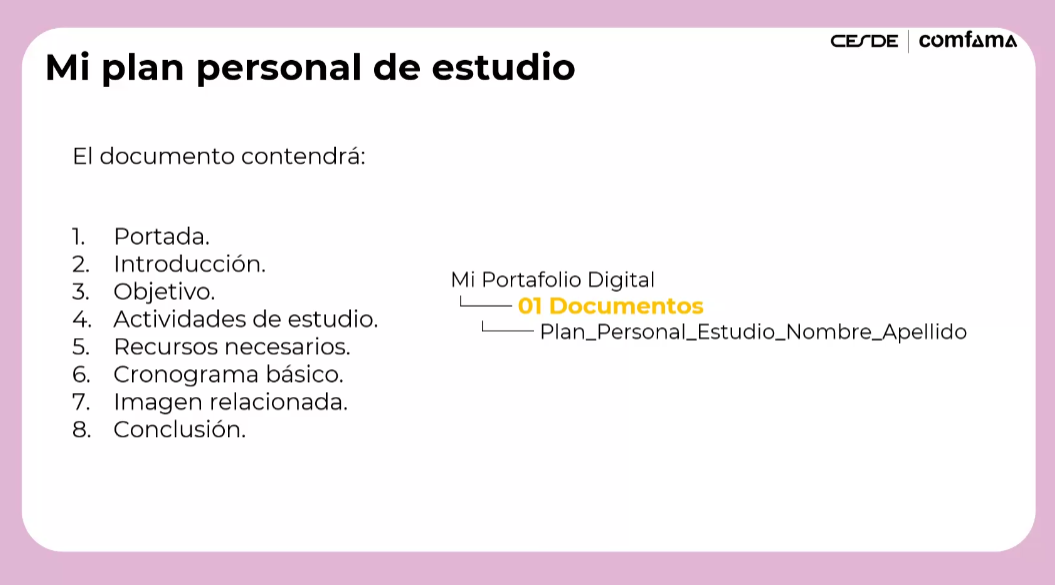 CESDE | comfama
Mi plan personal de estudio
El documento contendrá:
1. Portada.
2. Introducción.
3. Objetivo.
4. Actividades de estudio.
5. Recursos necesarios.
6. Cronograma básico.
7. Imagen relacionada.
8. Conclusión.
Mi Portafolio Digital
01 Documentos
Plan_Personal_Estudio_Nombre_Apellido